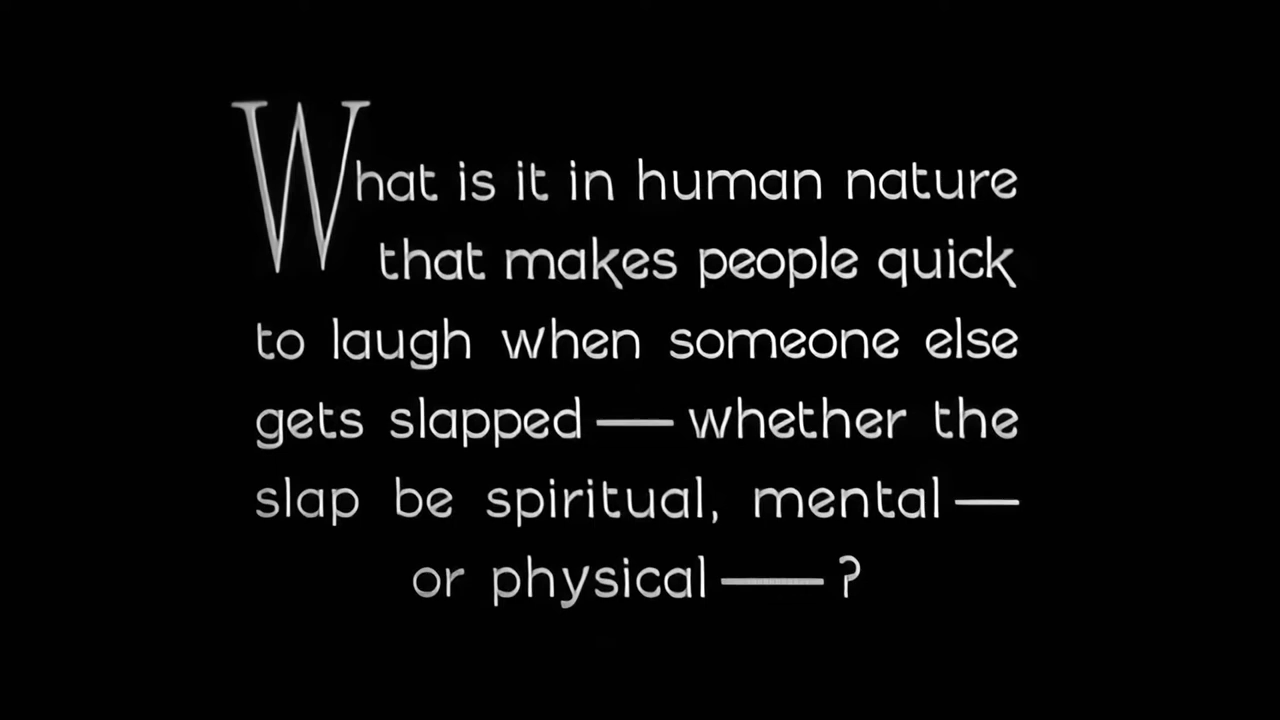 What is it in human nature
that makes people quick
to laugh when someone else
gets slapped — whether the
slap be spiritual, mental —
or physical — ?